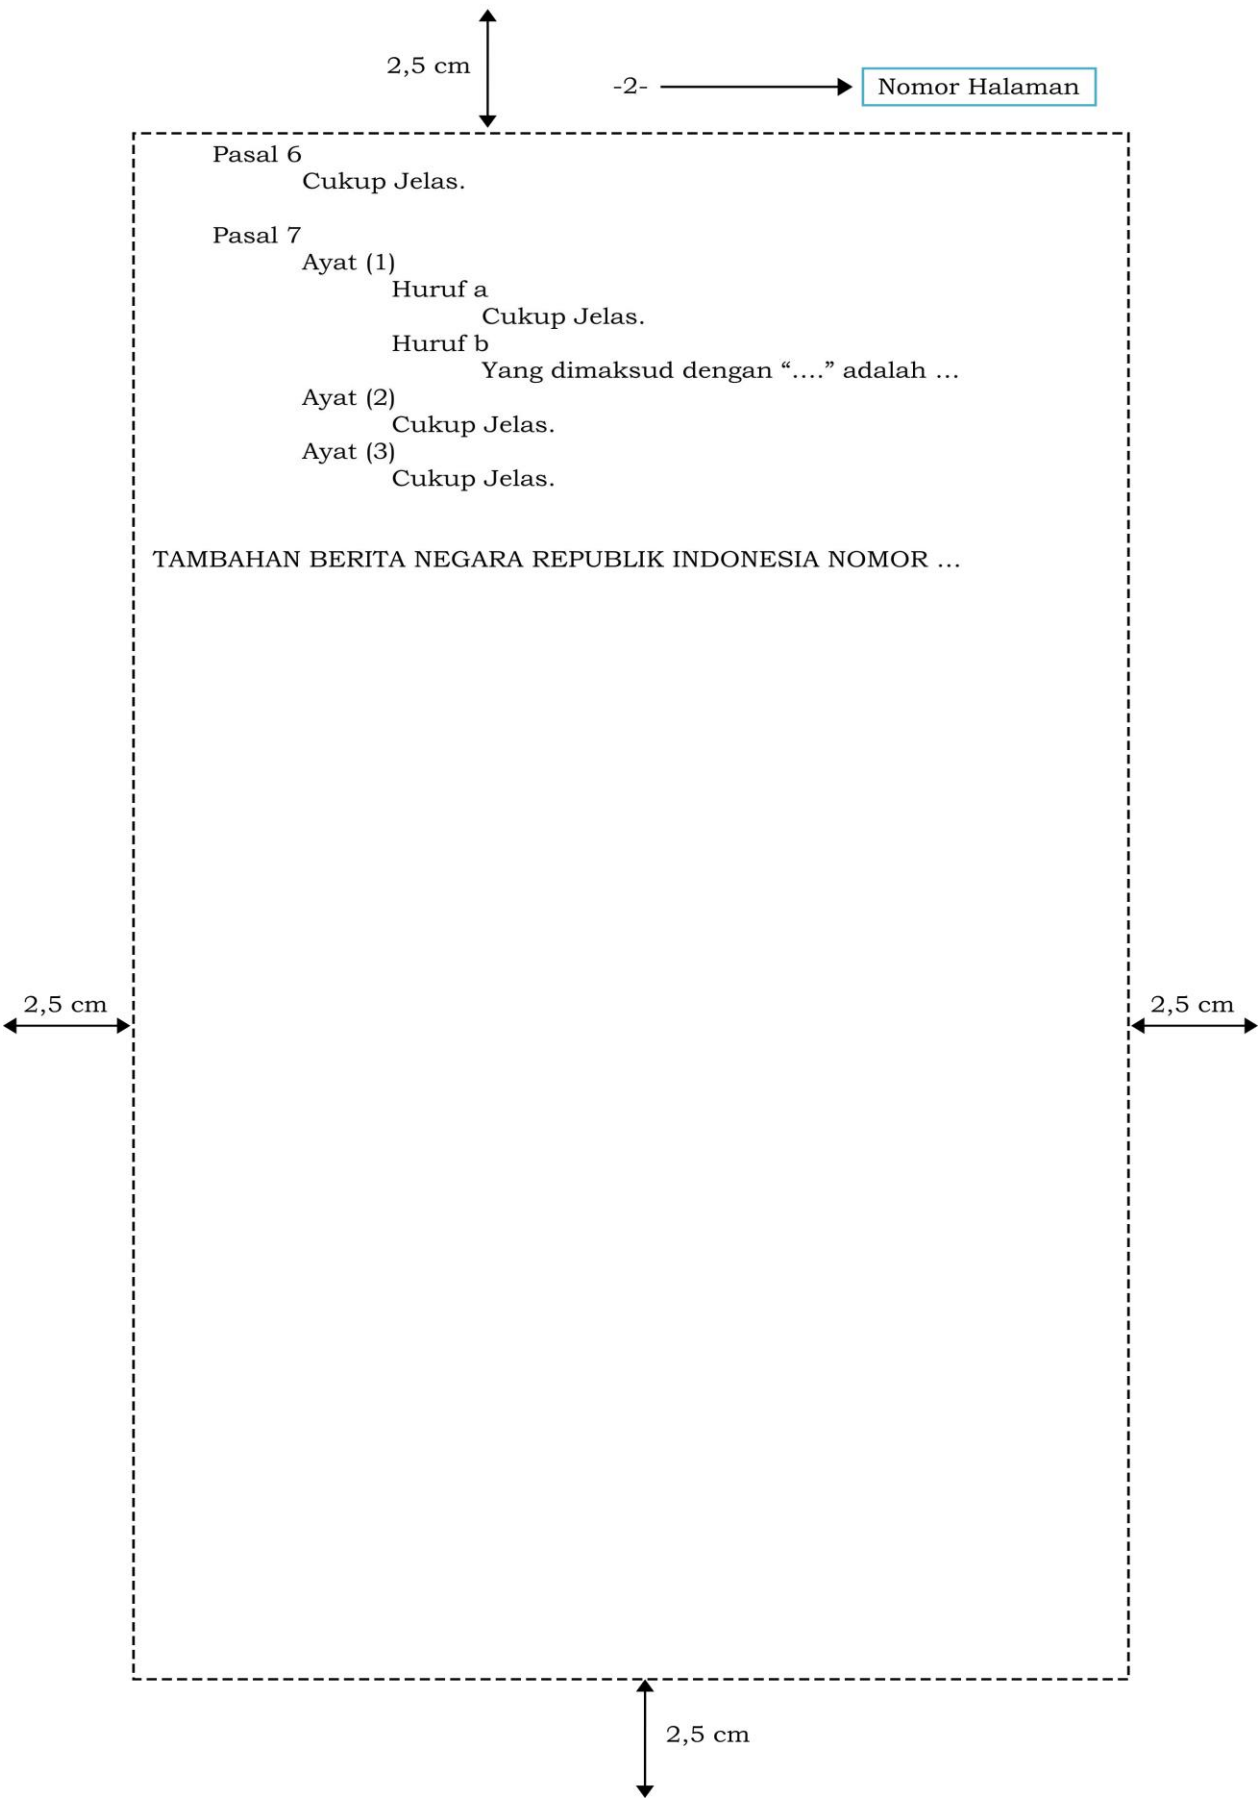 2,5 cm
-2-
Nomor Halaman
Pasal 6
Cukup Jelas.
Pasal 7
Ayat (1)
Huruf a
Cukup Jelas.
Huruf b
Yang dimaksud dengan “....” adalah ...
Ayat (2)
Cukup Jelas.
Ayat (3)
Cukup Jelas.
TAMBAHAN BERITA NEGARA REPUBLIK INDONESIA NOMOR ...
2,5 cm
2,5 cm
2,5 cm